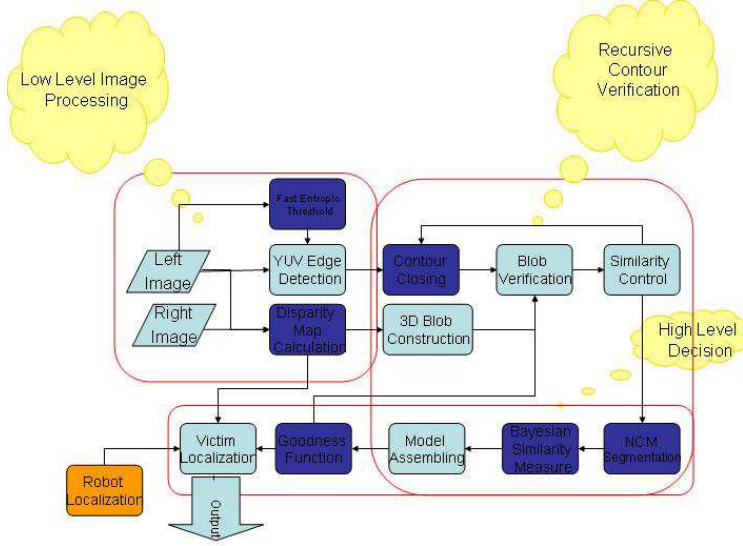 Low Level Image
Processing
Recursive
Contour
Verification
Fast Entropic
Threshold
Left
Image
YUV Edge
Detection
Contour
Closing
Blob
Verification
Similarity
Control
Right
Image
Disparity
Map
Calculation
3D Blob
Construction
High Level
Decision
Victim
Localization
Goodness
Function
Model
Assembling
Bayesian
Similarity
Measure
NCM
Segmentation
Robot
Localization
Output